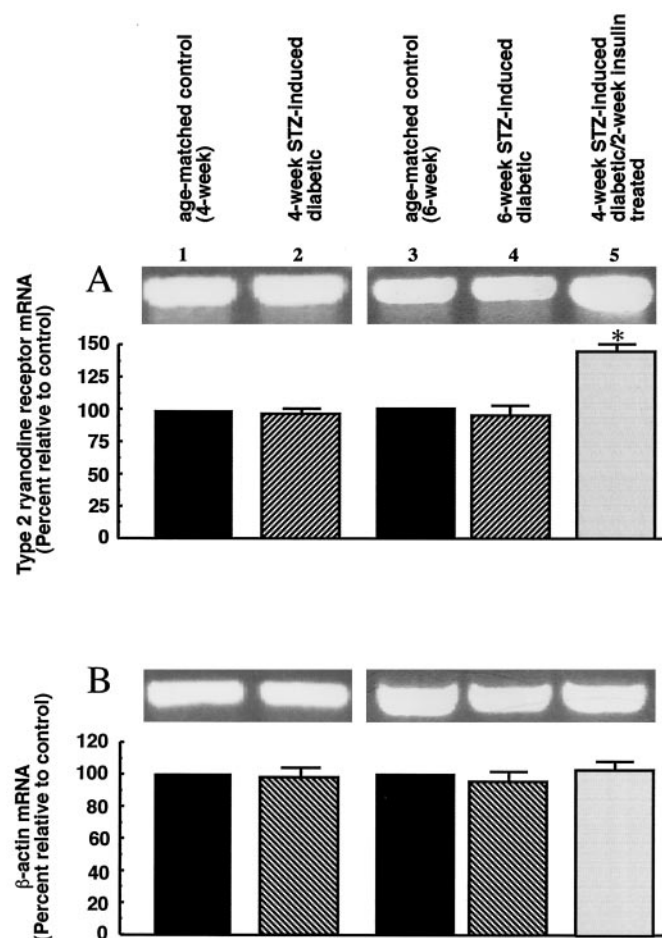 age-matched control
(4-week)
4-week STZ-induced
diabetic
age-matched control
(6-week)
6-week STZ-induced
diabetic
4-week STZ-induced
diabetic/2-week insulin
treated
1 2 3 4 5
A
Type 2 ryanodine receptor mRNA
(Percent relative to control)
150
125
100
75
50
25
0
*
B
β-actin mRNA
(Percent relative to control)
120
100
80
60
40
20
0